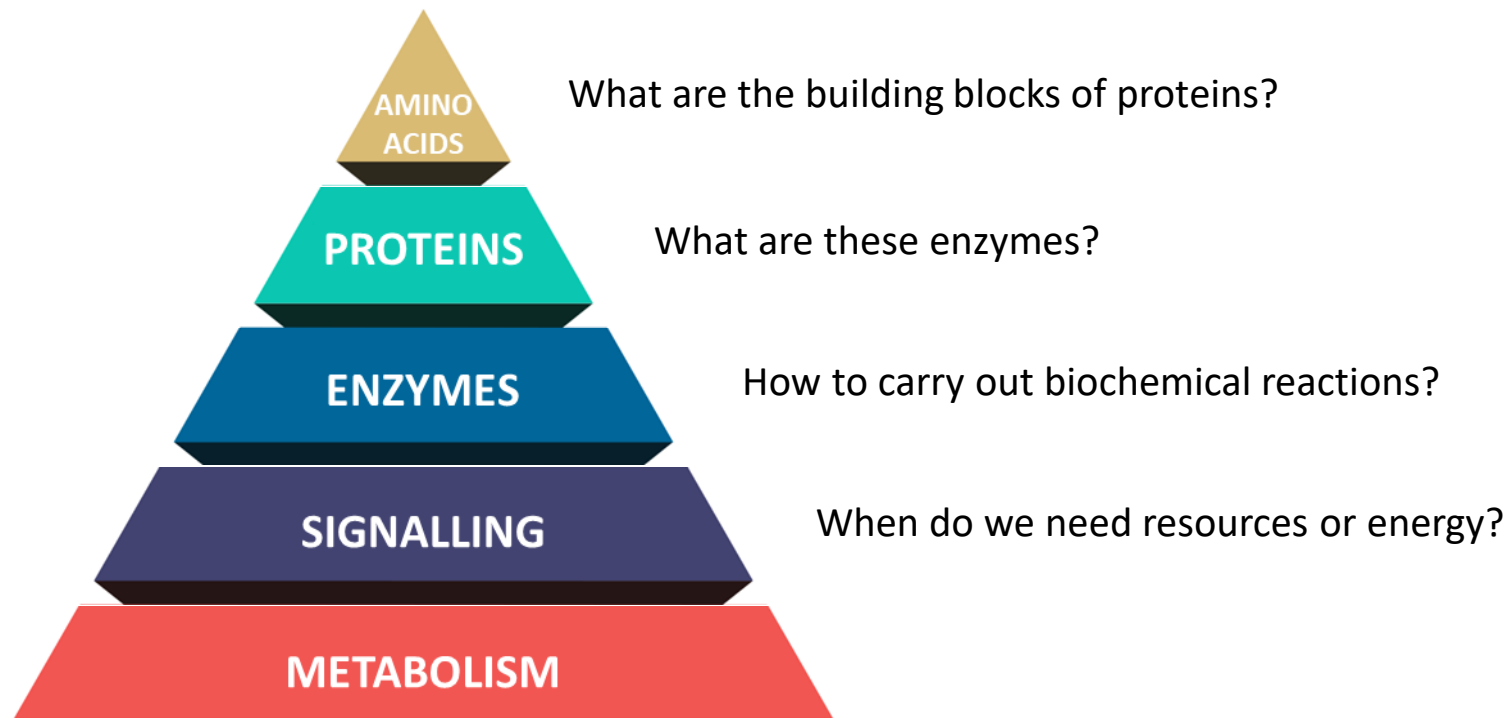 AMINO
ACIDS
What are the building blocks of proteins?
PROTEINS
What are these enzymes?
ENZYMES
How to carry out biochemical reactions?
SIGNALLING
When do we need resources or energy?
METABOLISM